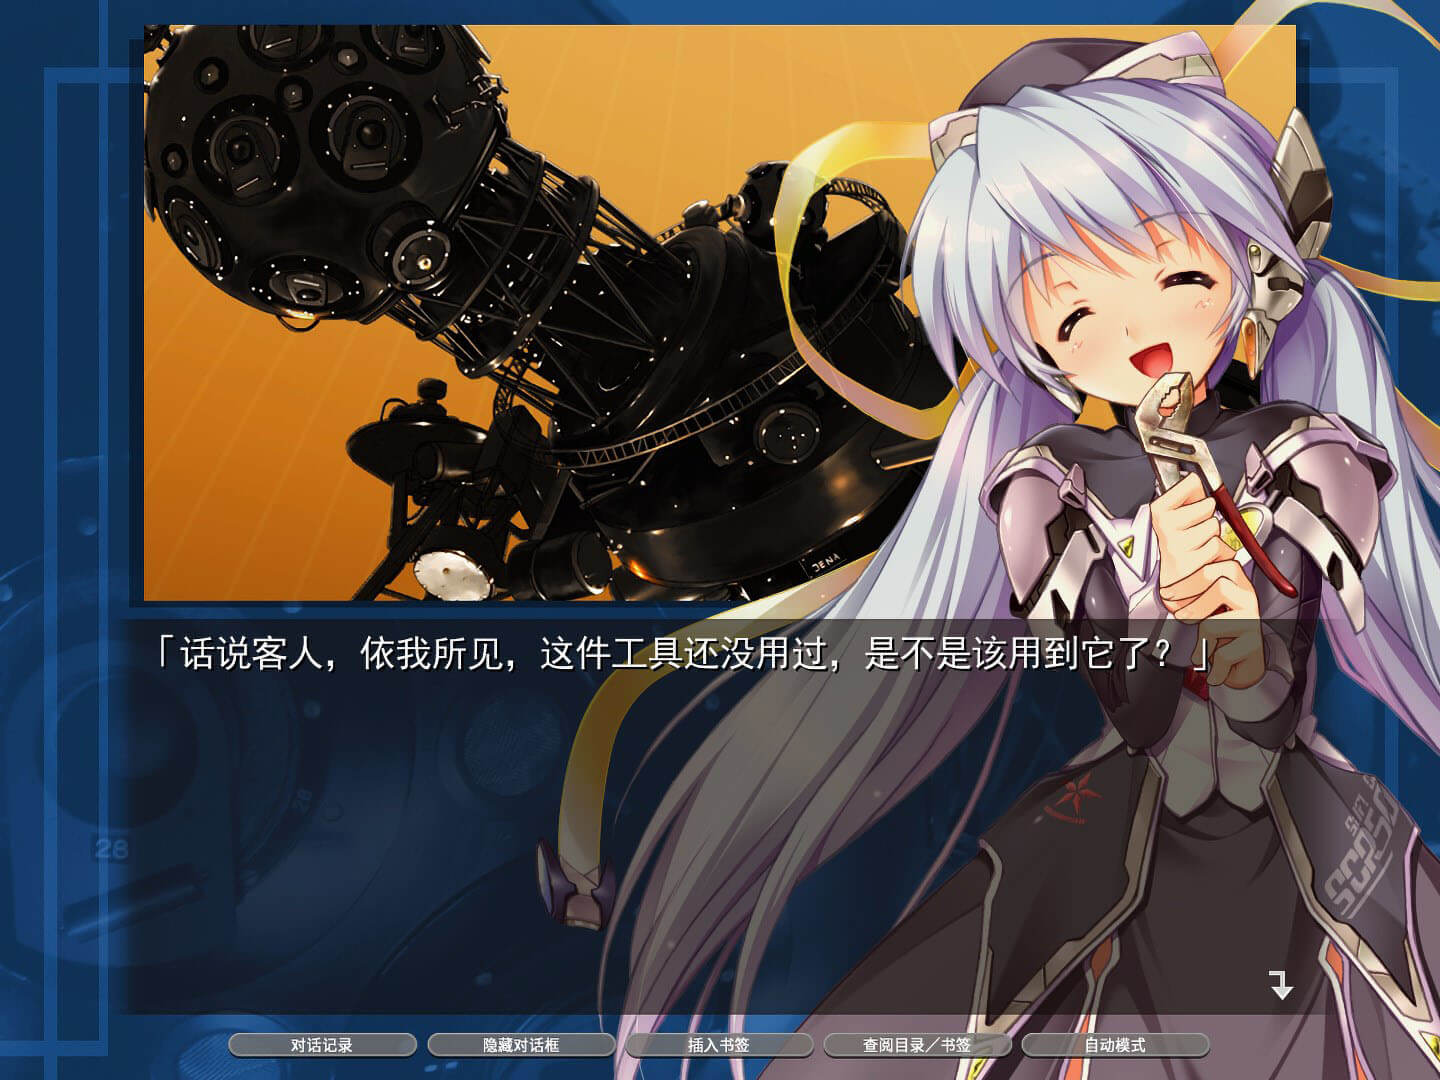 JENA
「话说客人，依我所见，这件工具还没用过，是不是该用到它了？」
28
对话记录
隐藏对话框
插入书签
查阅目录／书签
自动模式